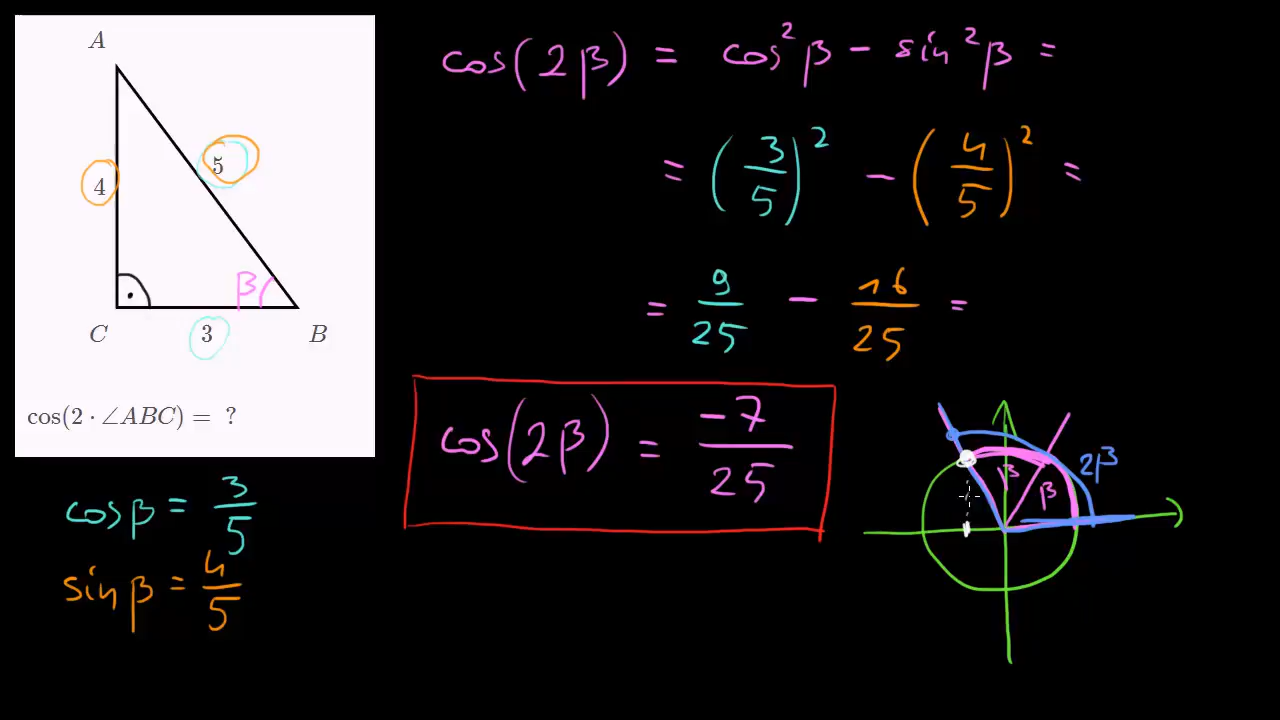 A
4
5
β
C
3
B
cos(2 · ∠ABC) = ?
cos β = 3/5
sin β = 4/5
cos(2β) = cos²β − sin²β =
= (3/5)² − (4/5)² =
= 9/25 − 16/25 =
cos(2β) = −7/25
β
β
2β